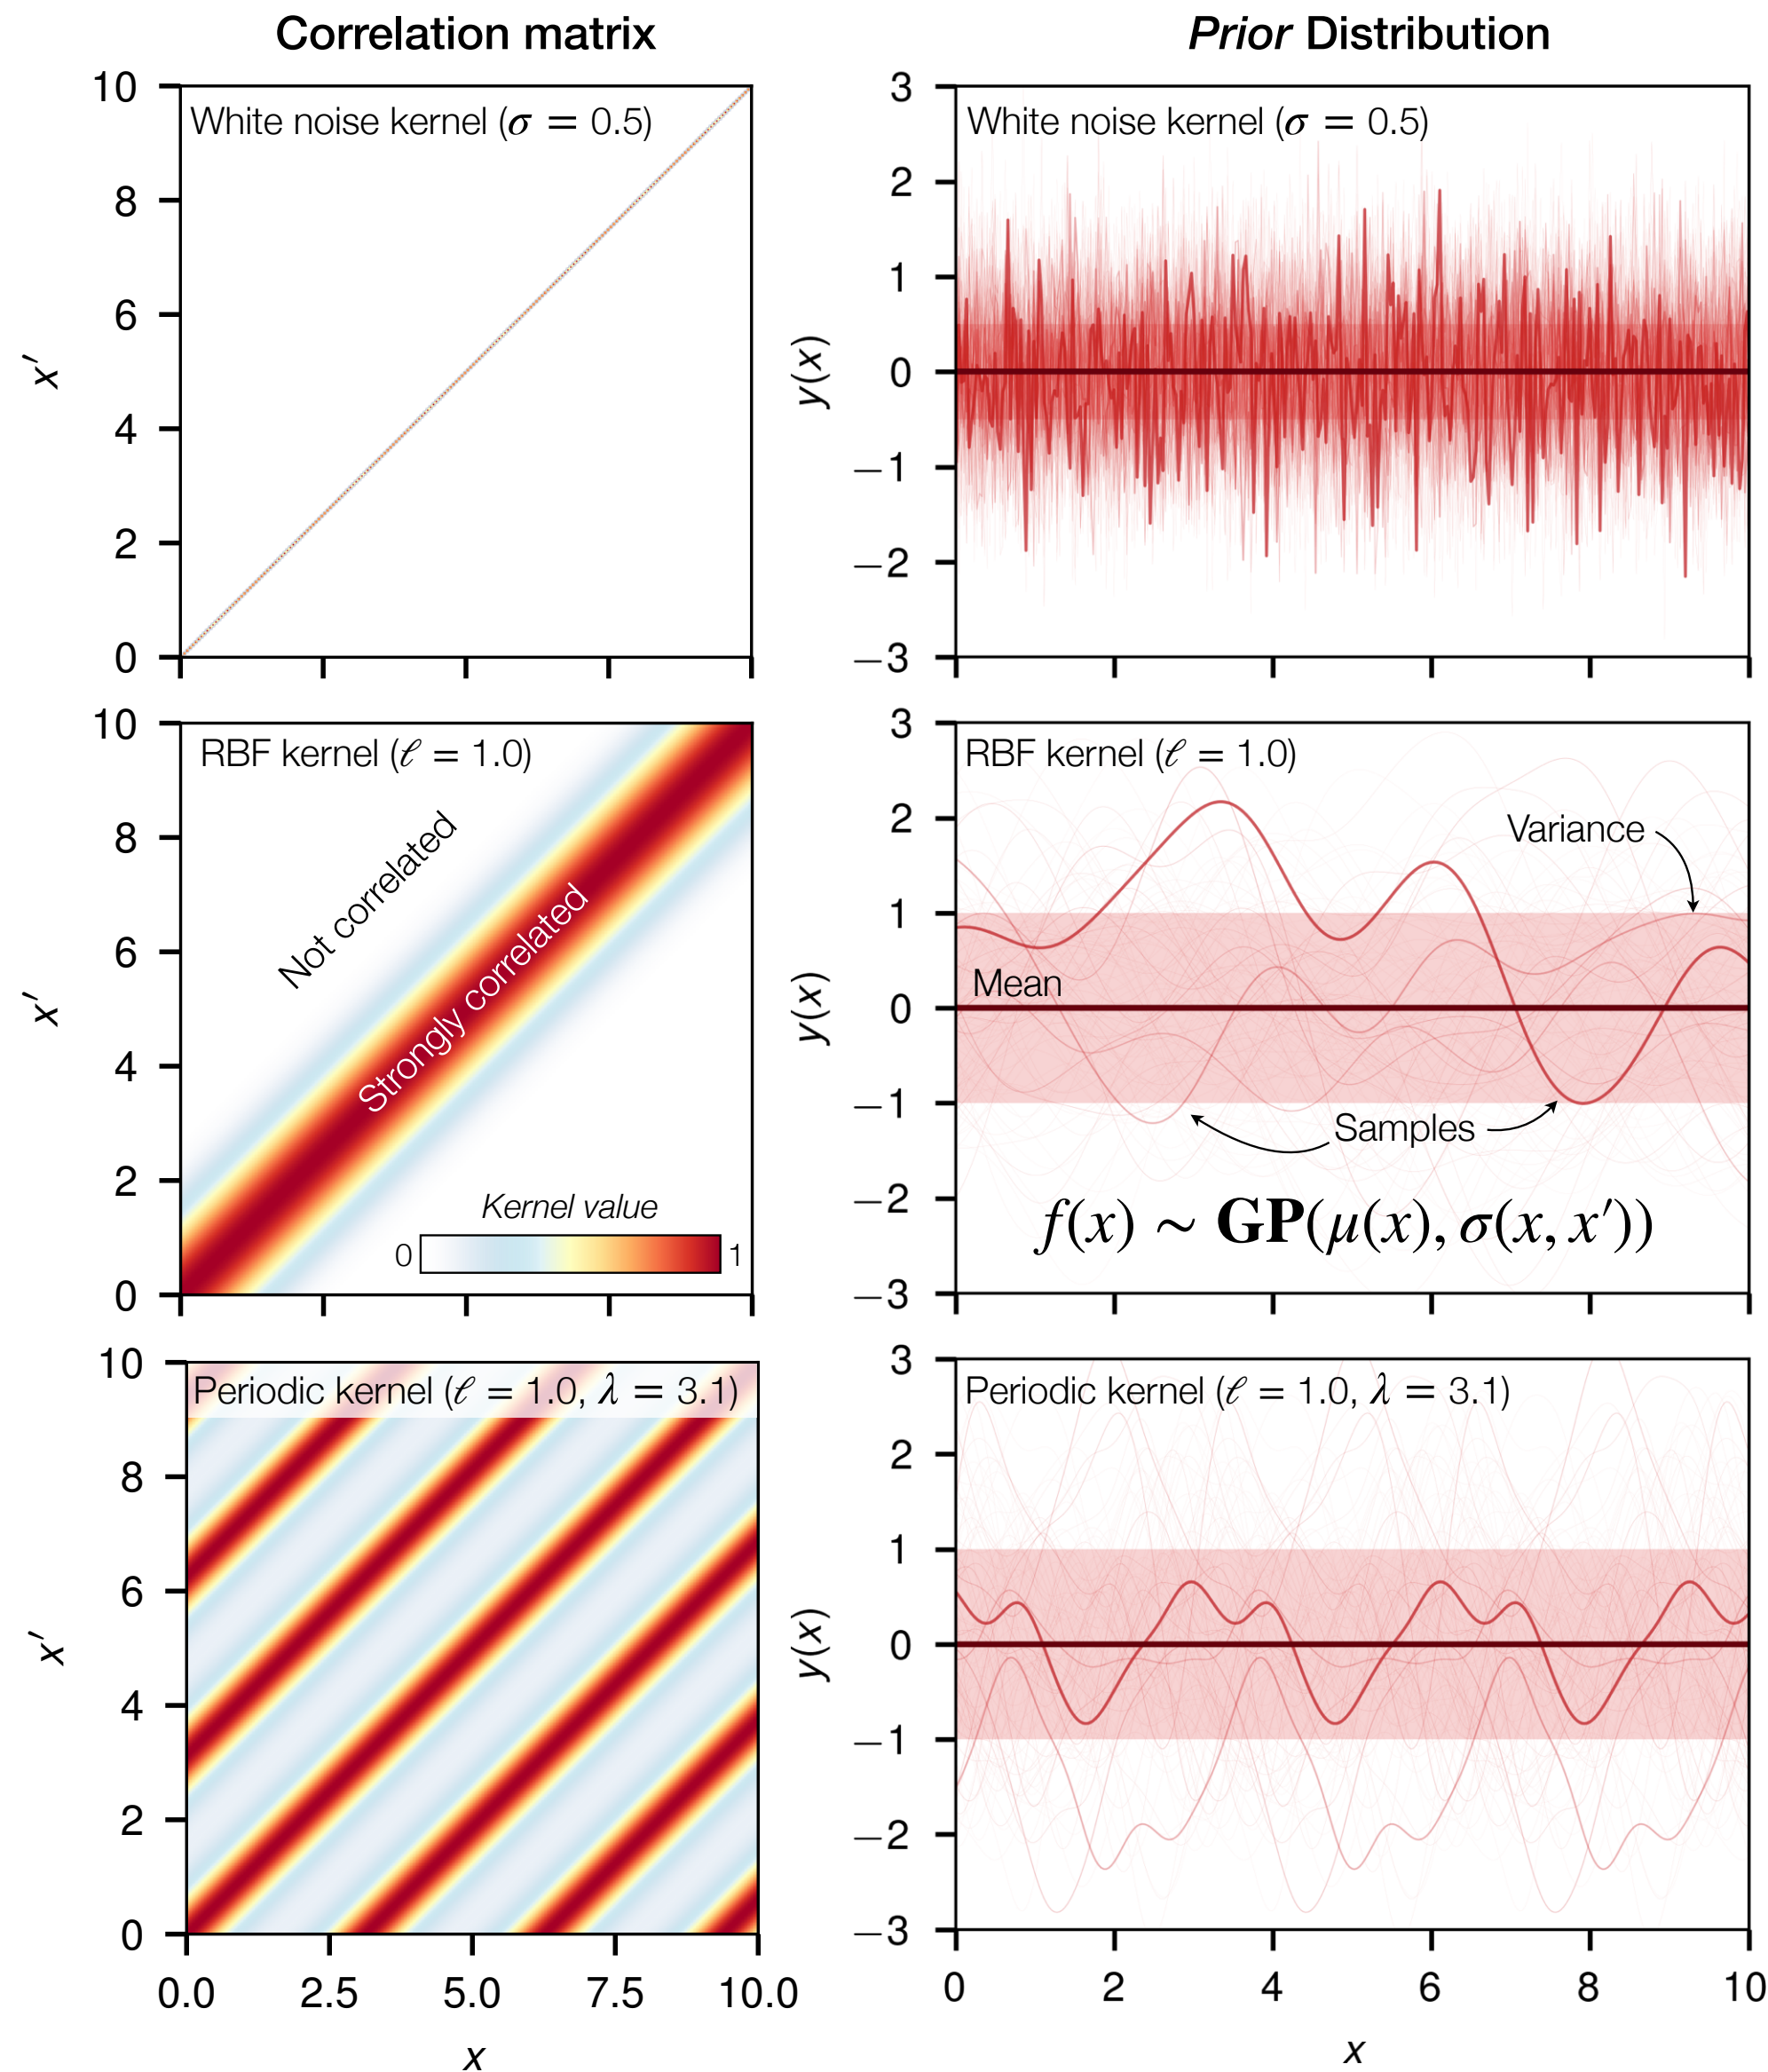 Correlation matrix
Prior Distribution
White noise kernel (σ = 0.5)
10
8
6
4
2
0
x′
White noise kernel (σ = 0.5)
3
2
1
0
−1
−2
−3
y(x)
RBF kernel (ℓ = 1.0)
Not correlated
Strongly correlated
Kernel value
0
1
10
8
6
4
2
0
x′
RBF kernel (ℓ = 1.0)
Variance
Mean
Samples
f(x) ~ GP(μ(x), σ(x, x′))
3
2
1
0
−1
−2
−3
y(x)
Periodic kernel (ℓ = 1.0, λ = 3.1)
10
8
6
4
2
0
x′
0.0 2.5 5.0 7.5 10.0
x
Periodic kernel (ℓ = 1.0, λ = 3.1)
3
2
1
0
−1
−2
−3
y(x)
0 2 4 6 8 10
x